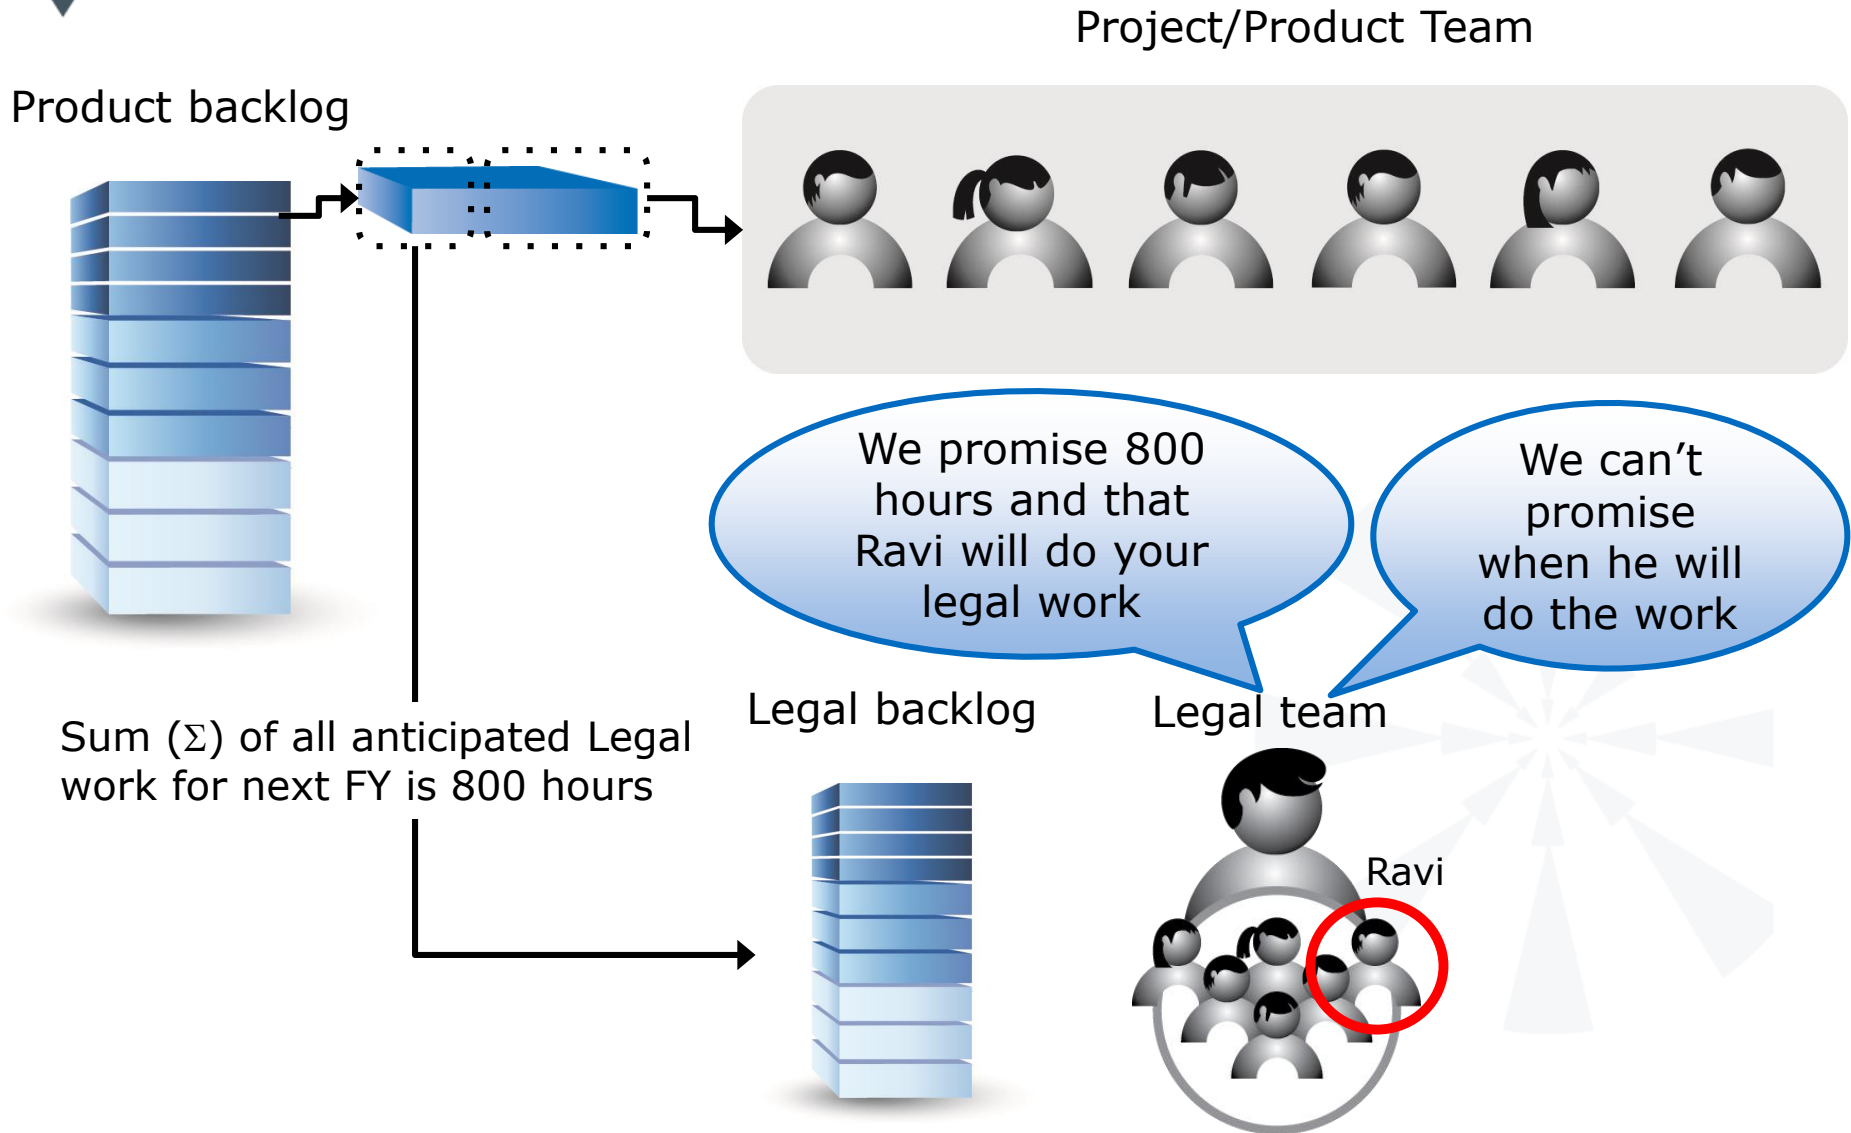 Project/Product Team
Product backlog
We promise 800
hours and that
Ravi will do your
legal work
We can’t
promise
when he will
do the work
Legal backlog
Legal team
Sum (Σ) of all anticipated Legal
work for next FY is 800 hours
Ravi